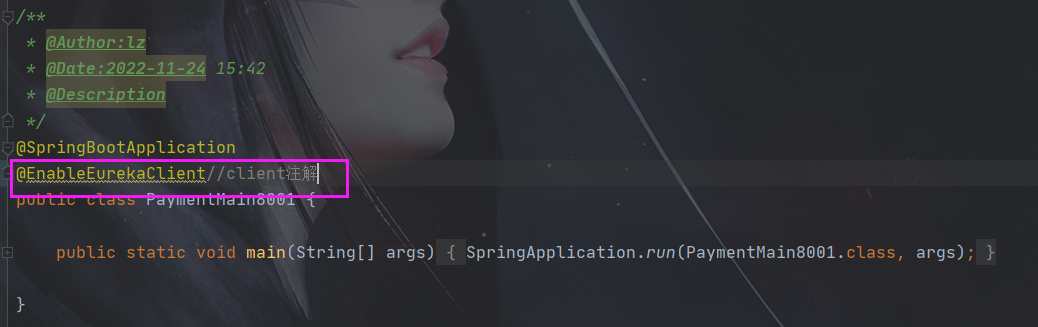 /**
* @Author:lz
* @Date:2022-11-24 15:42
* @Description
*/
@SpringBootApplication
@EnableEurekaClient//client注解
public class PaymentMain8001 {
public static void main(String[] args) { SpringApplication.run(PaymentMain8001.class, args); }
}